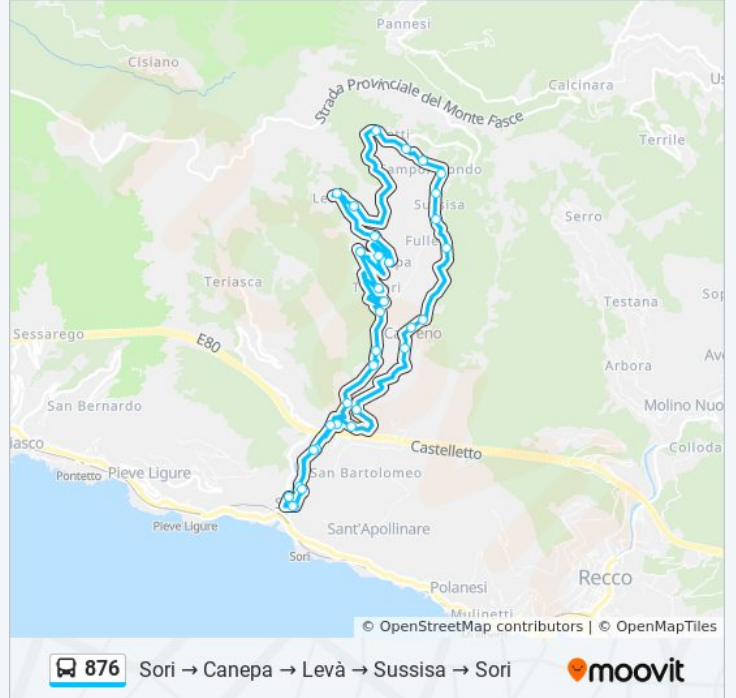 Pannesi
Cisiano
Calcinara
Strada Provinciale del Monte Fasce
Terrile
Sussisa
Serro
Teriasca
Testana
Sessarego
E80
Arbora
San Bernardo
Molino Nuo
Castelletto
Colloda
San Bartolomeo
Pontetto
Pieve Ligure
Pieve Ligure
Sant'Apollinare
Sori
Recco
Polanesi
Mulinetti
© OpenStreetMap contributors | © OpenMapTiles
876 Sori → Canepa → Levà → Sussisa → Sori
moovit